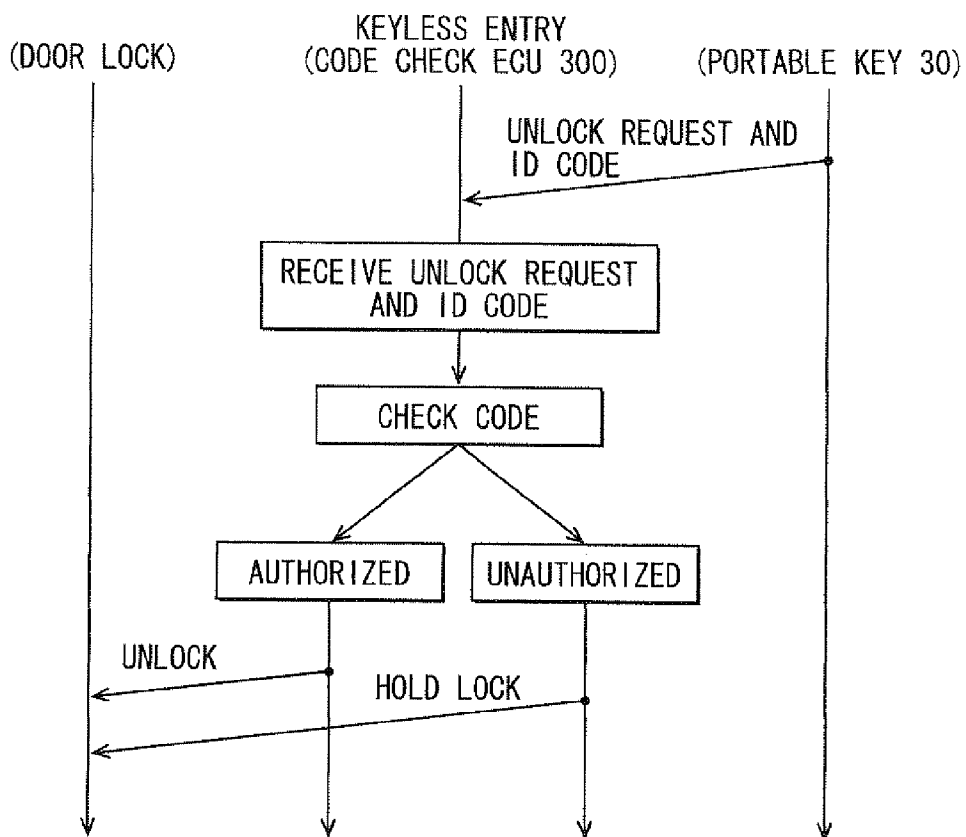 KEYLESS ENTRY
(DOOR LOCK)
(CODE CHECK ECU 300)
(PORTABLE KEY 30)
UNLOCK REQUEST AND
ID CODE
RECEIVE UNLOCK REQUEST
AND ID CODE
CHECK CODE
AUTHORIZED
UNAUTHORIZED
UNLOCK
HOLD LOCK